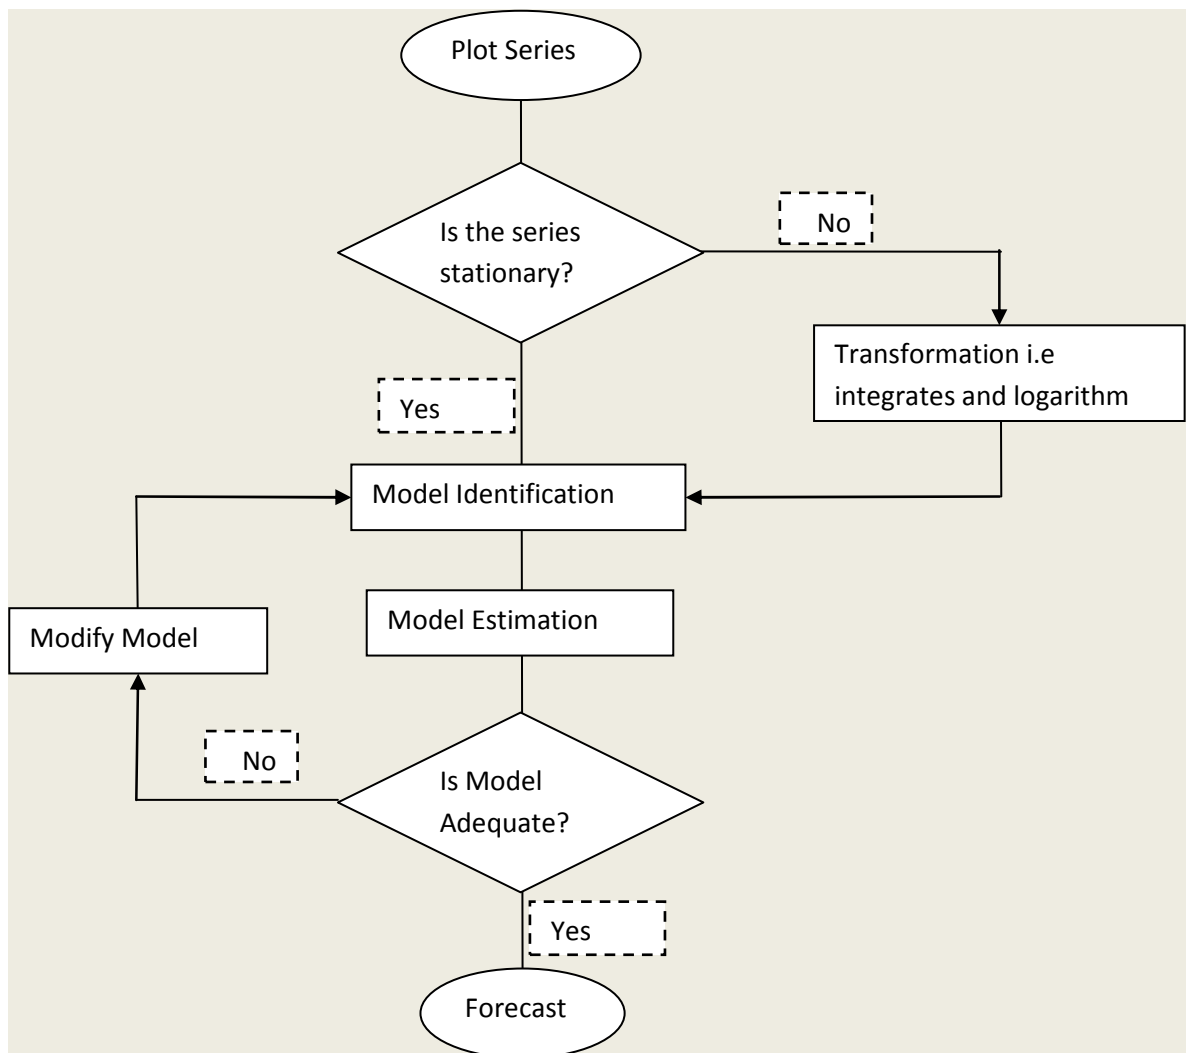 Plot Series
Is the series
stationary?
No
Transformation i.e
integrates and logarithm
Yes
Model Identification
Model Estimation
Modify Model
No
Is Model
Adequate?
Yes
Forecast